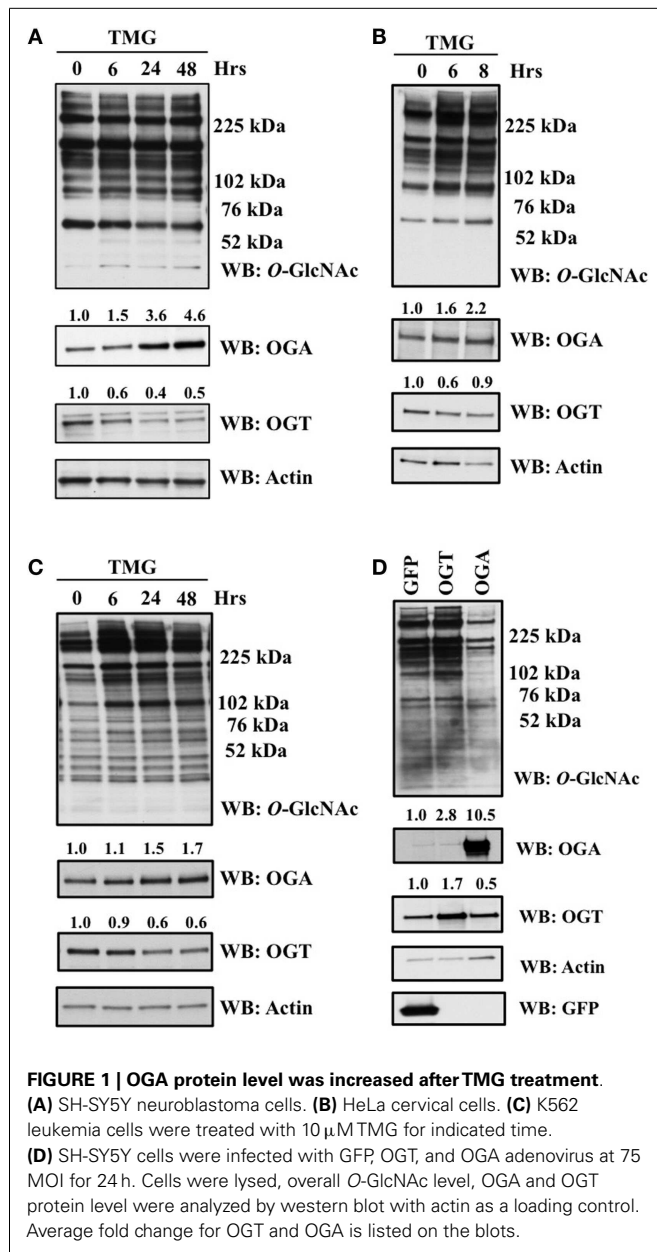 A
TMG
0 6 24 48 Hrs
225 kDa
102 kDa
76 kDa
52 kDa
WB: O-GlcNAc
1.0 1.5 3.6 4.6
WB: OGA
1.0 0.6 0.4 0.5
WB: OGT
WB: Actin
B
TMG
0 6 8 Hrs
225 kDa
102 kDa
76 kDa
52 kDa
WB: O-GlcNAc
1.0 1.6 2.2
WB: OGA
1.0 0.6 0.9
WB: OGT
WB: Actin
C
TMG
0 6 24 48 Hrs
225 kDa
102 kDa
76 kDa
52 kDa
WB: O-GlcNAc
1.0 1.1 1.5 1.7
WB: OGA
1.0 0.9 0.6 0.6
WB: OGT
WB: Actin
D
GFP OGT OGA
225 kDa
102 kDa
76 kDa
52 kDa
WB: O-GlcNAc
1.0 2.8 10.5
WB: OGA
1.0 1.7 0.5
WB: OGT
WB: Actin
WB: GFP
FIGURE 1 | OGA protein level was increased after TMG treatment.
(A) SH-SY5Y neuroblastoma cells. (B) HeLa cervical cells. (C) K562
leukemia cells were treated with 10 μM TMG for indicated time.
(D) SH-SY5Y cells were infected with GFP, OGT, and OGA adenovirus at 75
MOI for 24 h. Cells were lysed, overall O-GlcNAc level, OGA and OGT
protein level were analyzed by western blot with actin as a loading control.
Average fold change for OGT and OGA is listed on the blots.